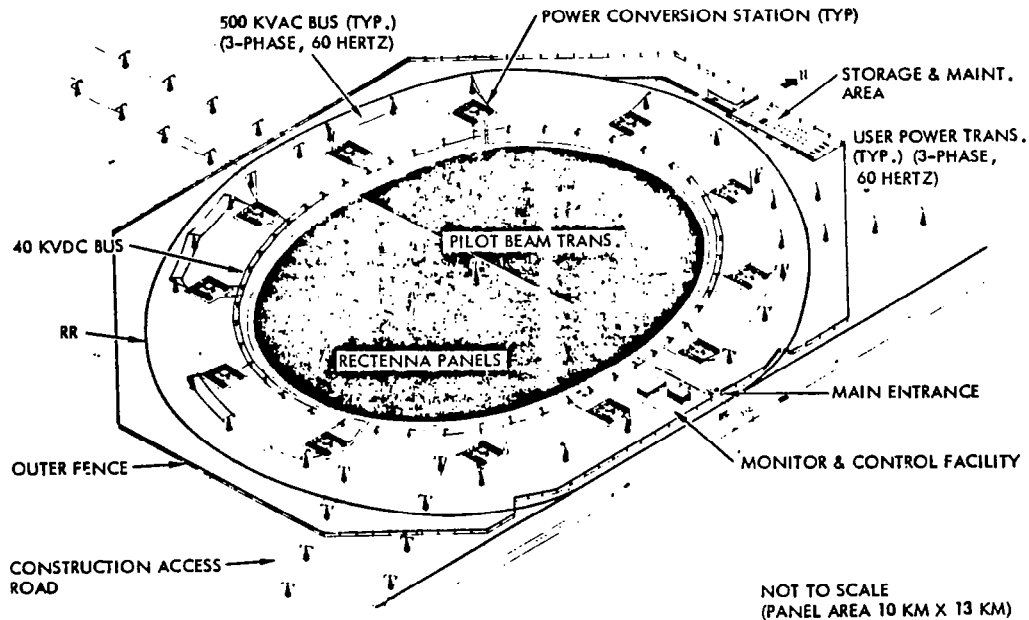 500 KVAC BUS (TYP.)
(3-PHASE, 60 HERTZ)
POWER CONVERSION STATION (TYP)
N
STORAGE & MAINT.
AREA
USER POWER TRANS.
(TYP.) (3-PHASE,
60 HERTZ)
40 KVDC BUS
PILOT BEAM TRANS.
RR
RECTENNA PANELS
MAIN ENTRANCE
OUTER FENCE
MONITOR & CONTROL FACILITY
CONSTRUCTION ACCESS
ROAD
NOT TO SCALE
(PANEL AREA 10 KM X 13 KM)